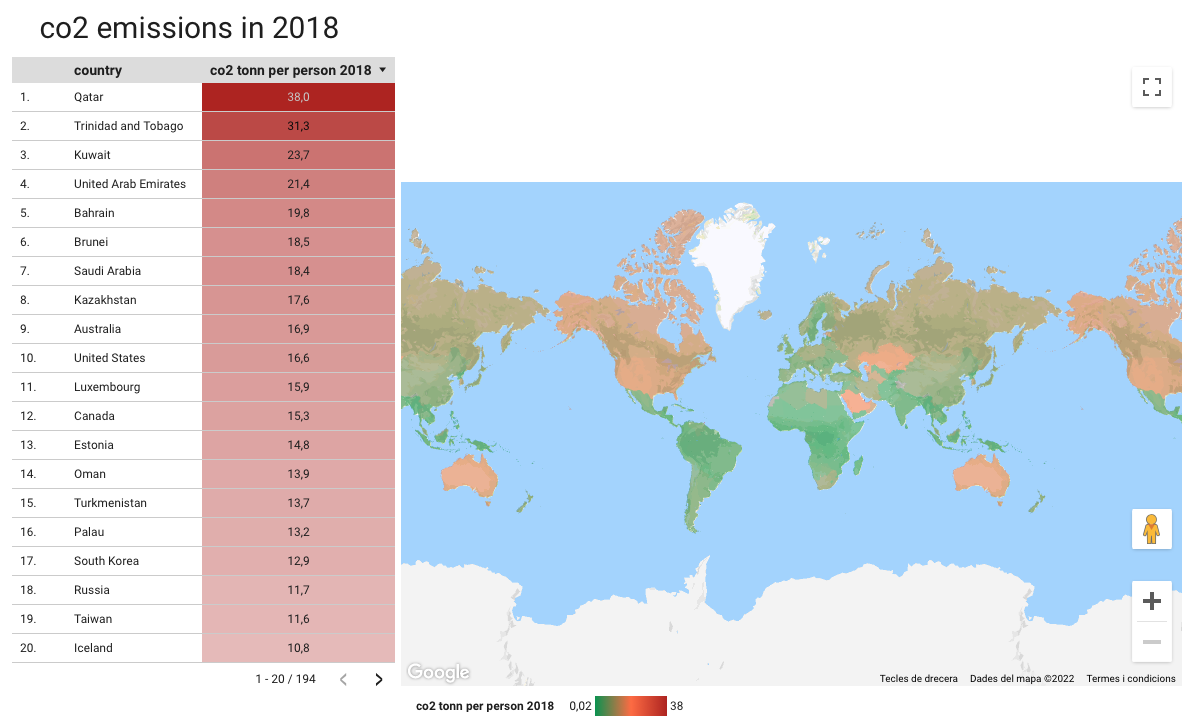 co2 emissions in 2018
country co2 tonn per person 2018
1. Qatar 38,0
2. Trinidad and Tobago 31,3
3. Kuwait 23,7
4. United Arab Emirates 21,4
5. Bahrain 19,8
6. Brunei 18,5
7. Saudi Arabia 18,4
8. Kazakhstan 17,6
9. Australia 16,9
10. United States 16,6
11. Luxembourg 15,9
12. Canada 15,3
13. Estonia 14,8
14. Oman 13,9
15. Turkmenistan 13,7
16. Palau 13,2
17. South Korea 12,9
18. Russia 11,7
19. Taiwan 11,6
20. Iceland 10,8
1 - 20 / 194
Google
Tecles de drecera Dades del mapa ©2022 Termes i condicions
co2 tonn per person 2018 0,02 38